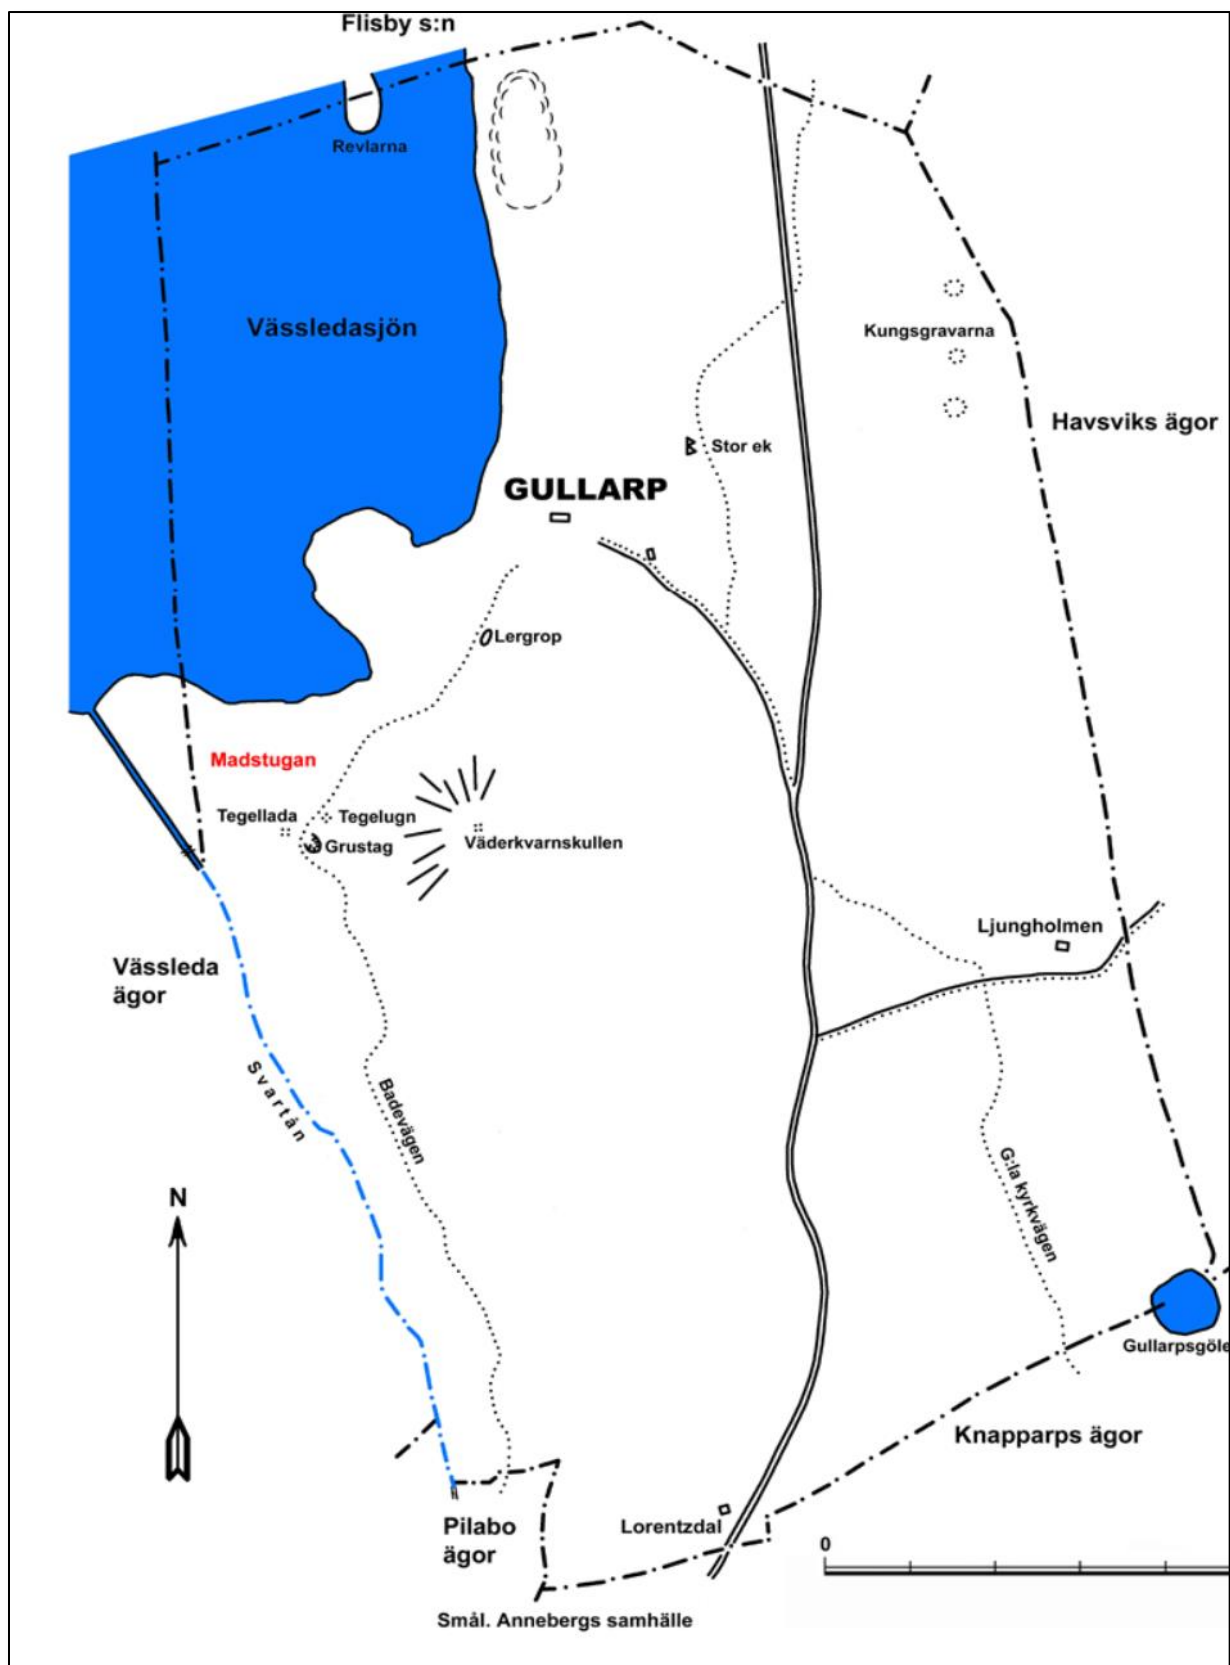 Flisby s:n
Revlarna
Vässledasjön
Kungsgravarna
Havsviks ägor
Stor ek
GULLARP
Lergrop
Madstugan
Tegellada
Tegelugn
Grustag
Väderkvarnskullen
Ljungholmen
Vässleda
ägor
Svartån
Badevägen
G:la kyrkvägen
N
Gullarpsgöle
Knapparps ägor
Pilabo
ägor
Lorentzdal
0
Smål. Annebergs samhälle